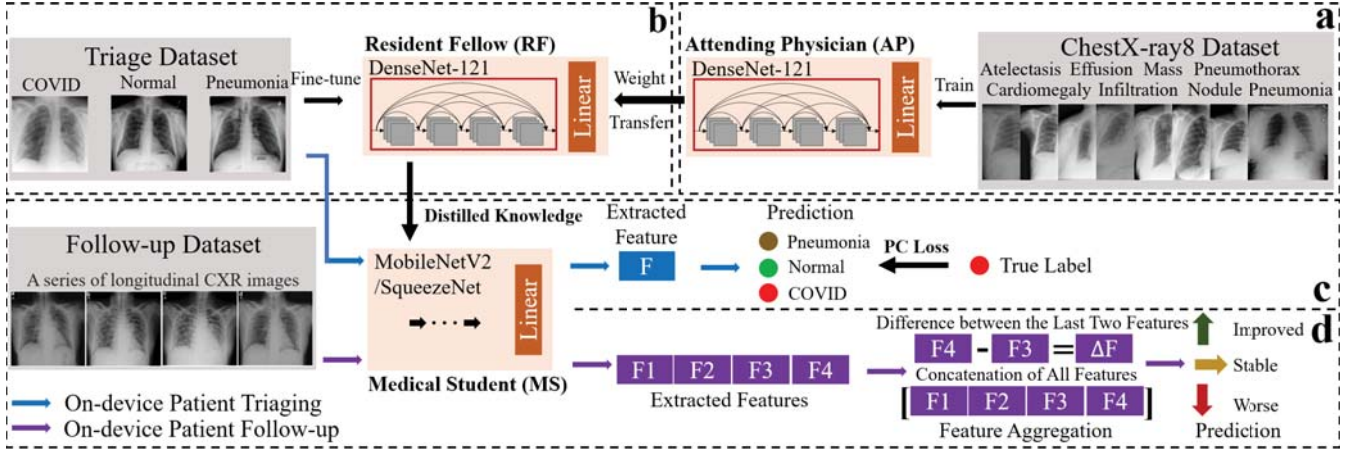 b
Triage Dataset
COVID
Normal
Pneumonia
Fine-tune
Resident Fellow (RF)
DenseNet-121
Linear
Weight
Transfer
a
Attending Physician (AP)
DenseNet-121
Linear
Train
ChestX-ray8 Dataset
Atelectasis Effusion Mass Pneumothorax
Cardiomegaly Infiltration Nodule Pneumonia
Distilled Knowledge
Follow-up Dataset
A series of longitudinal CXR images
MobileNetV2
/SqueezeNet
Linear
Medical Student (MS)
Extracted
Feature
F
Prediction
Pneumonia
Normal
COVID
PC Loss
True Label
c
d
F1 F2 F3 F4
Extracted Features
Difference between the Last Two Features
F4 - F3 = ΔF
Concatenation of All Features
[ F1 F2 F3 F4 ]
Feature Aggregation
Improved
Stable
Worse
Prediction
On-device Patient Triaging
On-device Patient Follow-up